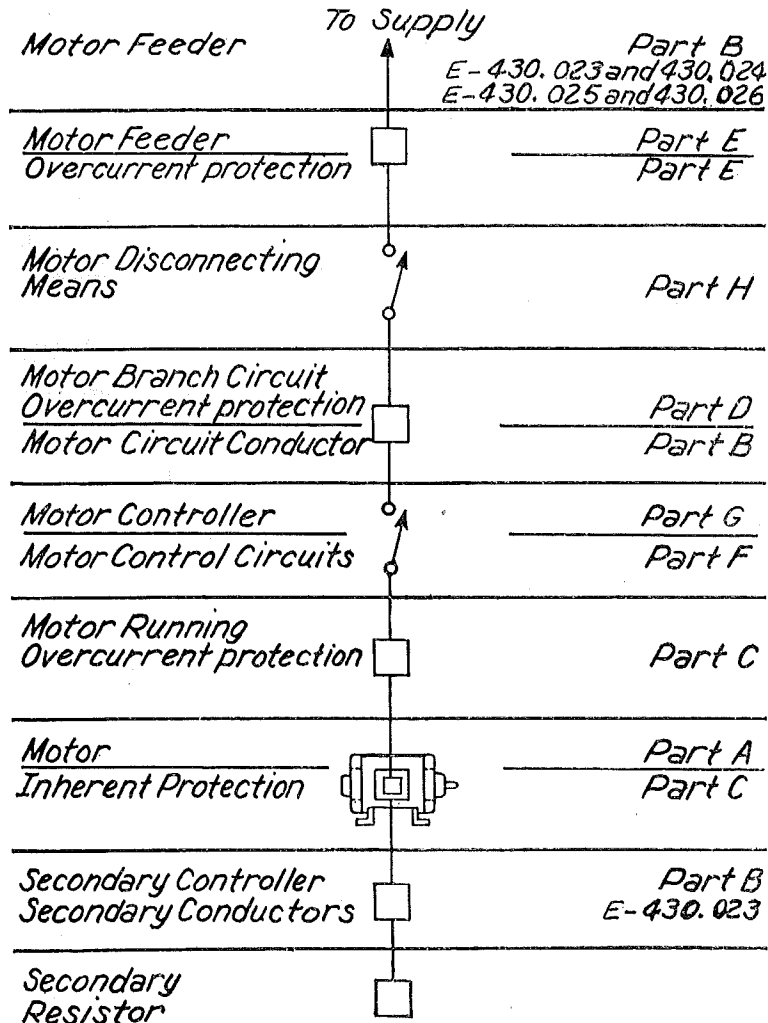 To Supply
Motor Feeder
Part B
E-430.023 and 430.024
E-430.025 and 430.026
Motor Feeder
Part E
Overcurrent protection
Part E
Motor Disconnecting
Means
Part H
Motor Branch Circuit
Overcurrent protection
Part D
Motor Circuit Conductor
Part B
Motor Controller
Part G
Motor Control Circuits
Part F
Motor Running
Overcurrent protection
Part C
Motor
Part A
Inherent Protection
Part C
Secondary Controller
Part B
Secondary Conductors
E-430.023
Secondary
Resistor